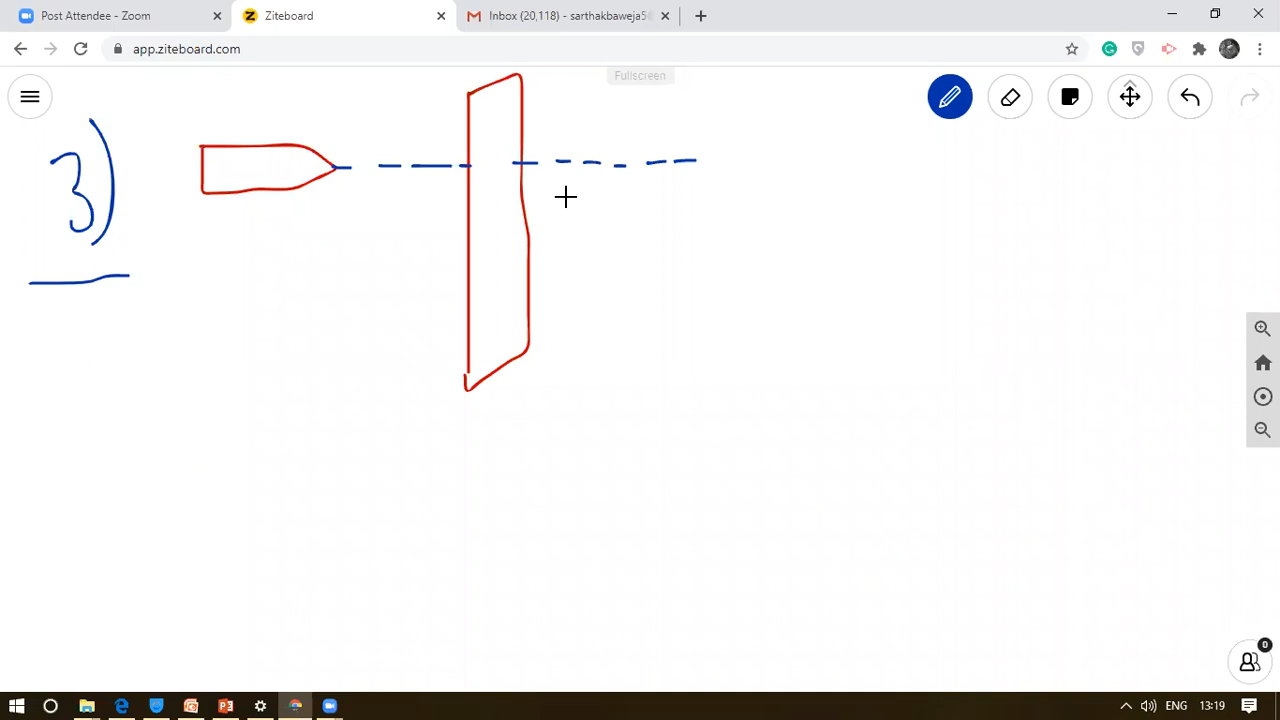 Post Attendee - Zoom
Ziteboard
Inbox (20,118) - sarthakbaweja5
app.ziteboard.com
Fullscreen
3)
0
ENG
13:19